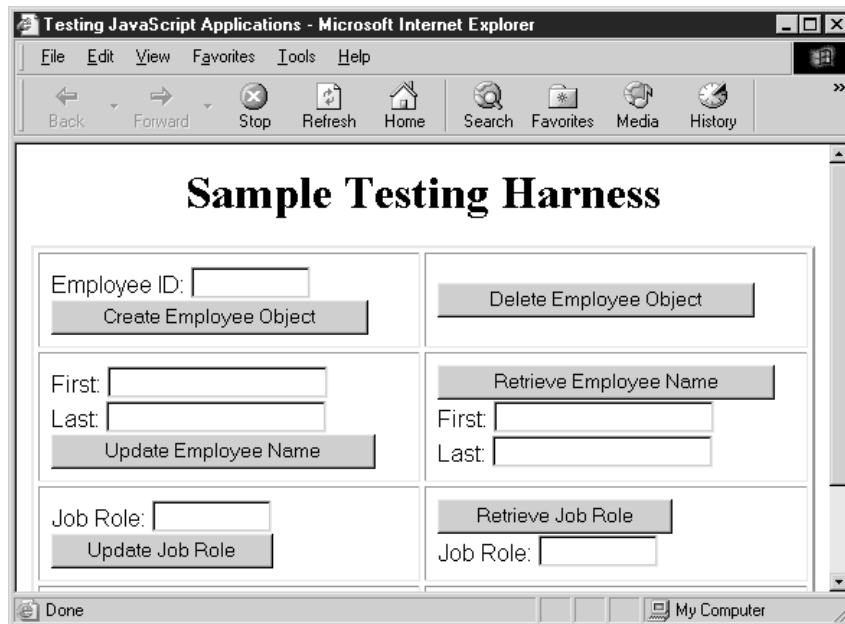 Testing JavaScript Applications - Microsoft Internet Explorer
File Edit View Favorites Tools Help
Back Forward Stop Refresh Home Search Favorites Media History »
Sample Testing Harness
Employee ID:
Create Employee Object
Delete Employee Object
First:
Last:
Update Employee Name
Retrieve Employee Name
First:
Last:
Job Role:
Update Job Role
Retrieve Job Role
Job Role:
Done My Computer